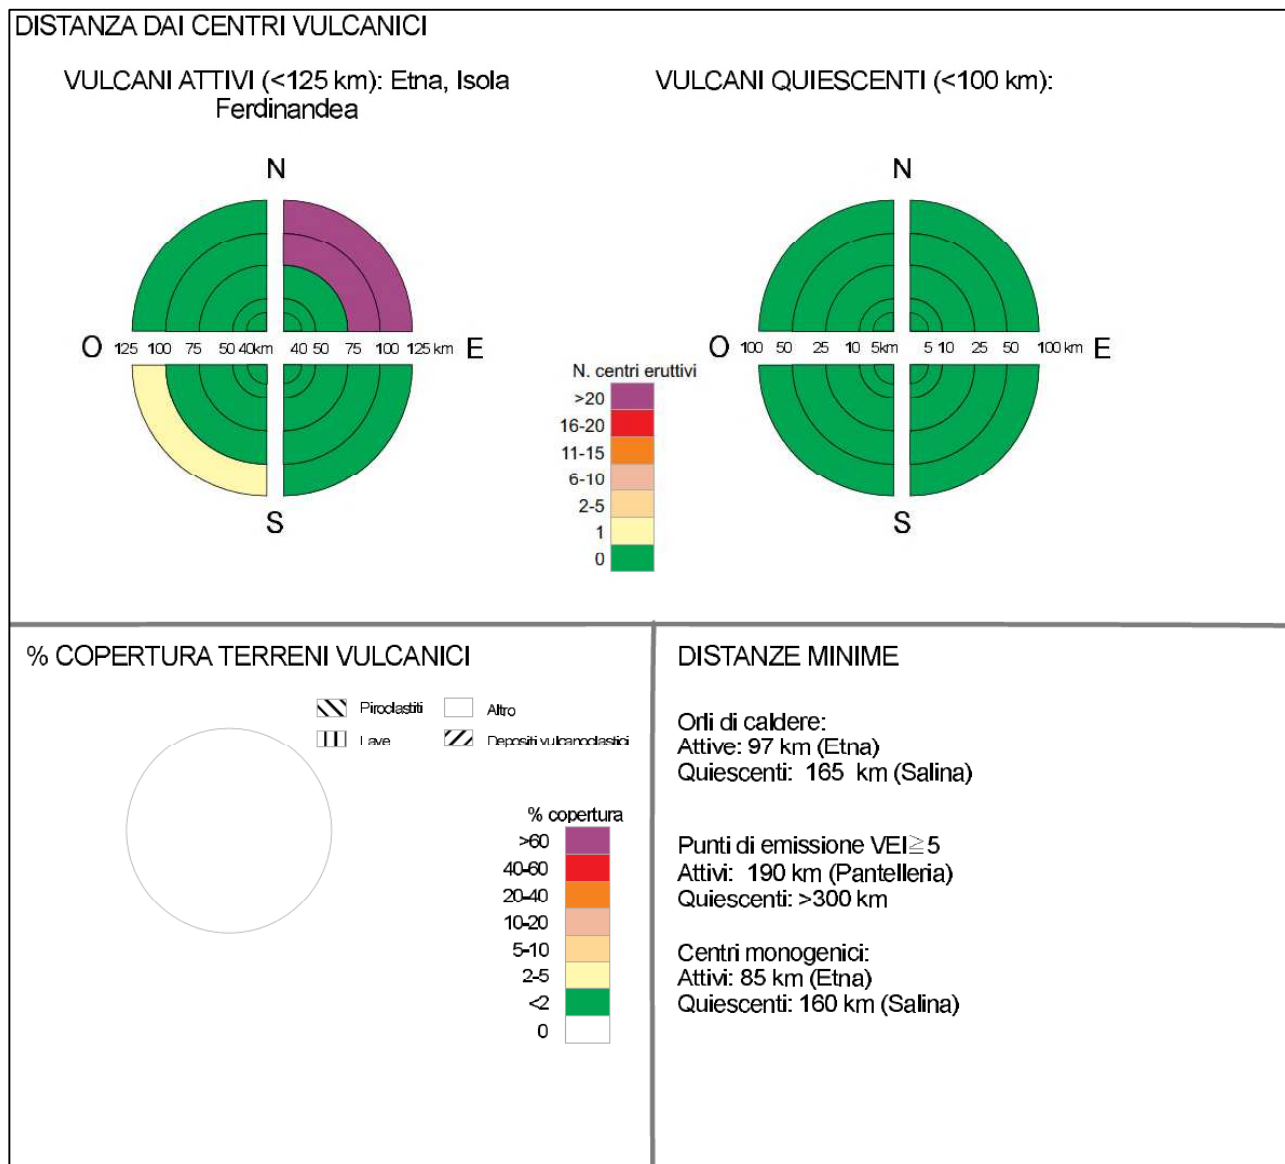 DISTANZA DAI CENTRI VULCANICI
VULCANI ATTIVI (<125 km): Etna, Isola
Ferdinandea
N
O 125 100 75 50 40km 40 50 75 100 125 km E
S
VULCANI QUIESCENTI (<100 km):
N
O 100 50 25 10 5km 5 10 25 50 100 km E
S
N. centri eruttivi
>20
16-20
11-15
6-10
2-5
1
0
% COPERTURA TERRENI VULCANICI
Piroclastiti
Altro
Lave
Depositi vulcanoclastici
% copertura
>60
40-60
20-40
10-20
5-10
2-5
<2
0
DISTANZE MINIME
Orli di caldere:
Attive: 97 km (Etna)
Quiescenti: 165 km (Salina)
Punti di emissione VEI≧5
Attivi: 190 km (Pantelleria)
Quiescenti: >300 km
Centri monogenici:
Attivi: 85 km (Etna)
Quiescenti: 160 km (Salina)